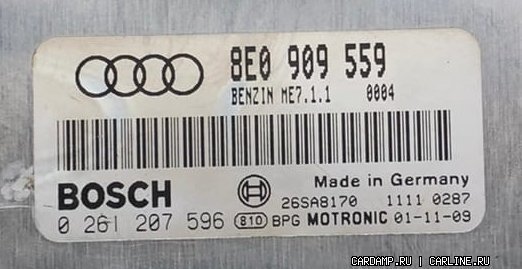 8E0 909 559
BENZIN ME7.1.1 0004
BOSCH
Made in Germany
26SA8170 1111 0287
0 261 207 596 810 BPG MOTRONIC 01-11-09
CARDAMP.RU | CARLINE.RU